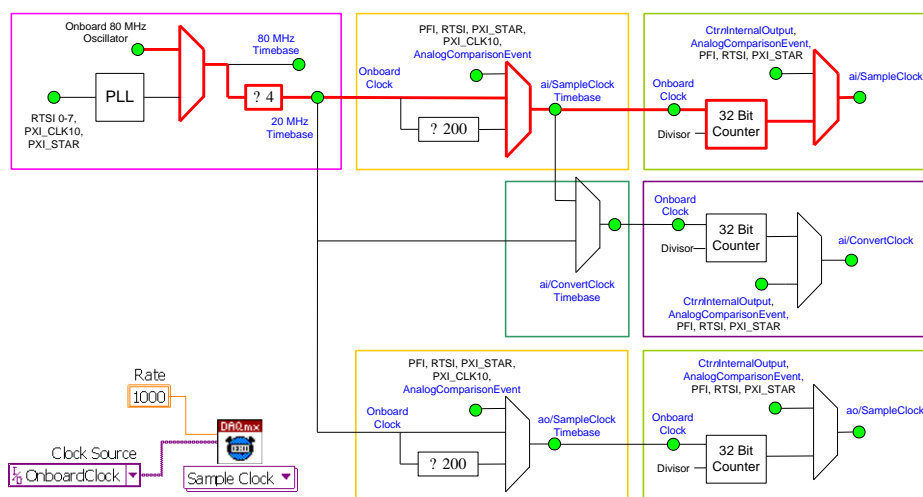 Onboard 80 MHz
Oscillator
PLL
RTSI 0-7,
PXI_CLK10,
PXI_STAR
80 MHz
Timebase
? 4
20 MHz
Timebase
PFI, RTSI, PXI_STAR,
PXI_CLK10,
AnalogComparisonEvent
Onboard
Clock
? 200
ai/SampleClock
Timebase
CtrnInternalOutput,
AnalogComparisonEvent,
PFI, RTSI, PXI_STAR
Onboard
Clock
32 Bit
Counter
Divisor
ai/SampleClock
ai/ConvertClock
Timebase
Onboard
Clock
32 Bit
Counter
Divisor
ai/ConvertClock
CtrnInternalOutput,
AnalogComparisonEvent,
PFI, RTSI, PXI_STAR
PFI, RTSI, PXI_STAR,
PXI_CLK10,
AnalogComparisonEvent
Onboard
Clock
? 200
ao/SampleClock
Timebase
CtrnInternalOutput,
AnalogComparisonEvent,
PFI, RTSI, PXI_STAR
Onboard
Clock
32 Bit
Counter
Divisor
ao/SampleClock
Rate
1000
DAQmx
Clock Source
OnboardClock
Sample Clock